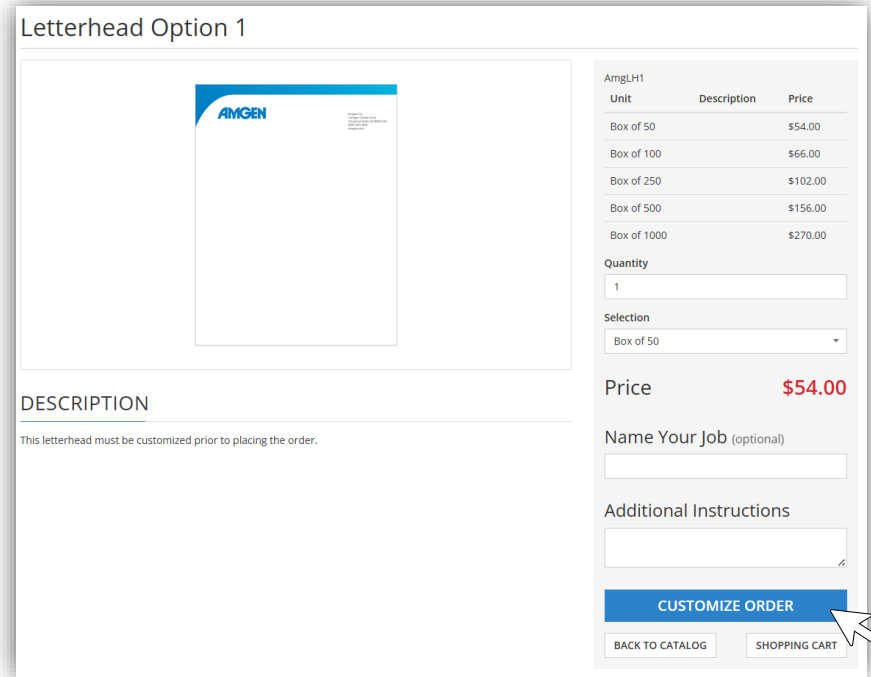 Letterhead Option 1
AMGEN
AmgLH1
Unit Description Price
Box of 50 $54.00
Box of 100 $66.00
Box of 250 $102.00
Box of 500 $156.00
Box of 1000 $270.00
Quantity
1
Selection
Box of 50
Price $54.00
Name Your Job (optional)
Additional Instructions
CUSTOMIZE ORDER
BACK TO CATALOG SHOPPING CART
DESCRIPTION
This letterhead must be customized prior to placing the order.